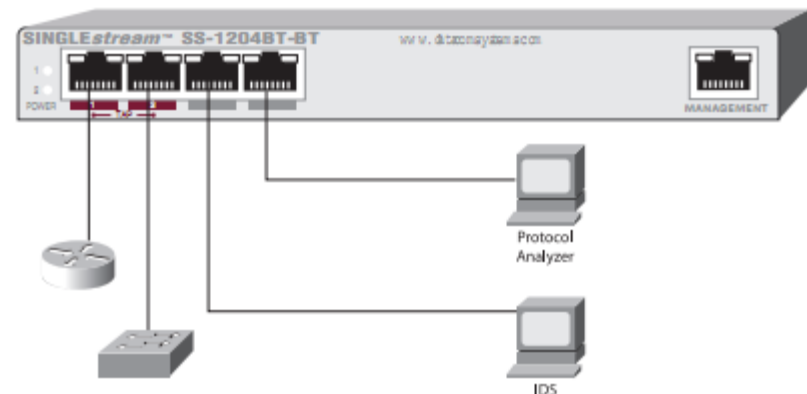 SINGLEstream™ SS-1204BT-BT
1
2
POWER
TAP
MANAGEMENT
Protocol
Analyzer
IDS